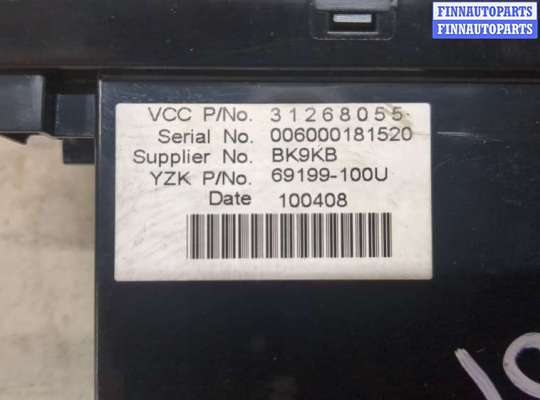 FINNAUTOPARTS
FINNAUTOPARTS
VCC P/No. 31268055
Serial No. 006000181520
Supplier No. BK9KB
YZK P/No. 69199-100U
Date 100408